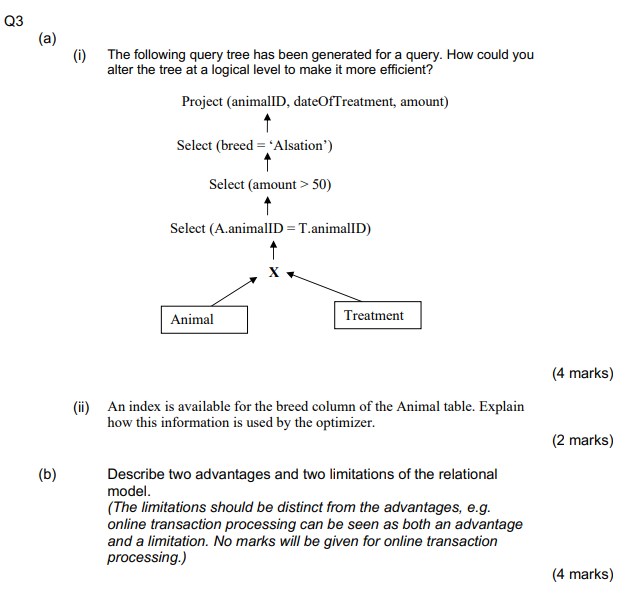 Q3
(a)
(i) The following query tree has been generated for a query. How could you
alter the tree at a logical level to make it more efficient?
Project (animalID, dateOfTreatment, amount)
Select (breed = ‘Alsation’)
Select (amount > 50)
Select (A.animalID = T.animalID)
X
Animal
Treatment
(4 marks)
(ii) An index is available for the breed column of the Animal table. Explain
how this information is used by the optimizer.
(2 marks)
(b) Describe two advantages and two limitations of the relational
model.
(The limitations should be distinct from the advantages, e.g.
online transaction processing can be seen as both an advantage
and a limitation. No marks will be given for online transaction
processing.)
(4 marks)